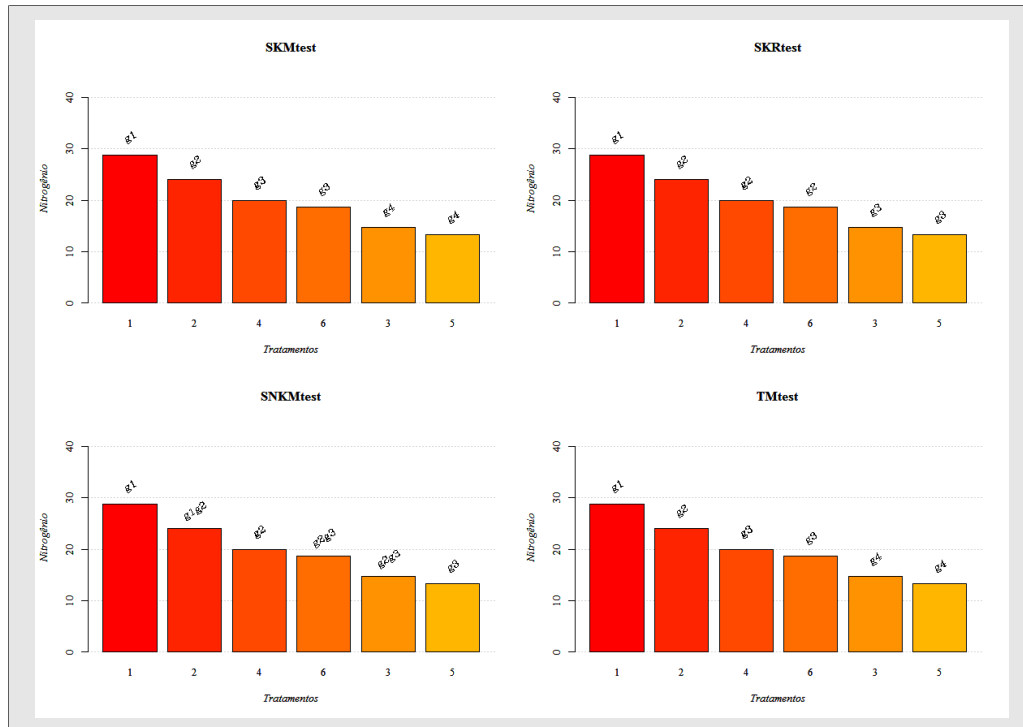 SKMtest
Nitrogênio
40
30
20
10
0
g1
g2
g3
g3
g4
g4
1 2 4 6 3 5
Tratamentos
SKRtest
Nitrogênio
40
30
20
10
0
g1
g2
g2
g2
g3
g3
1 2 4 6 3 5
Tratamentos
SNKMtest
Nitrogênio
40
30
20
10
0
g1
g1g2
g2
g2g3
g2g3
g3
1 2 4 6 3 5
Tratamentos
TMtest
Nitrogênio
40
30
20
10
0
g1
g2
g3
g3
g4
g4
1 2 4 6 3 5
Tratamentos